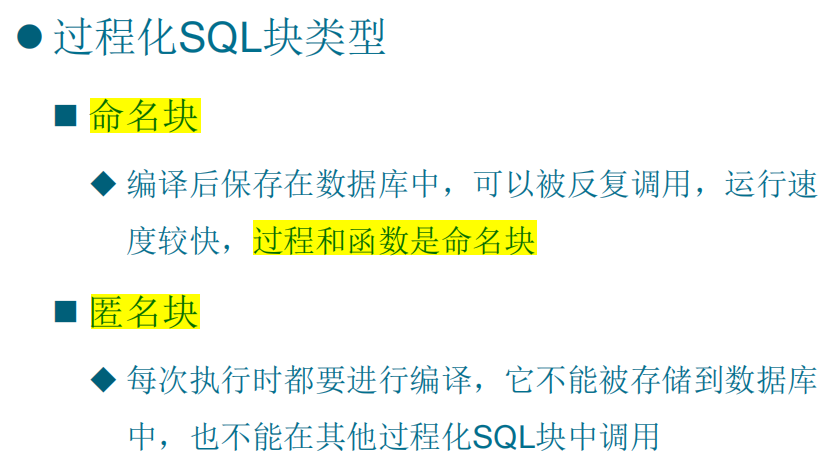 过程化SQL块类型
命名块
编译后保存在数据库中，可以被反复调用，运行速
度较快，过程和函数是命名块
匿名块
每次执行时都要进行编译，它不能被存储到数据库
中，也不能在其他过程化SQL块中调用